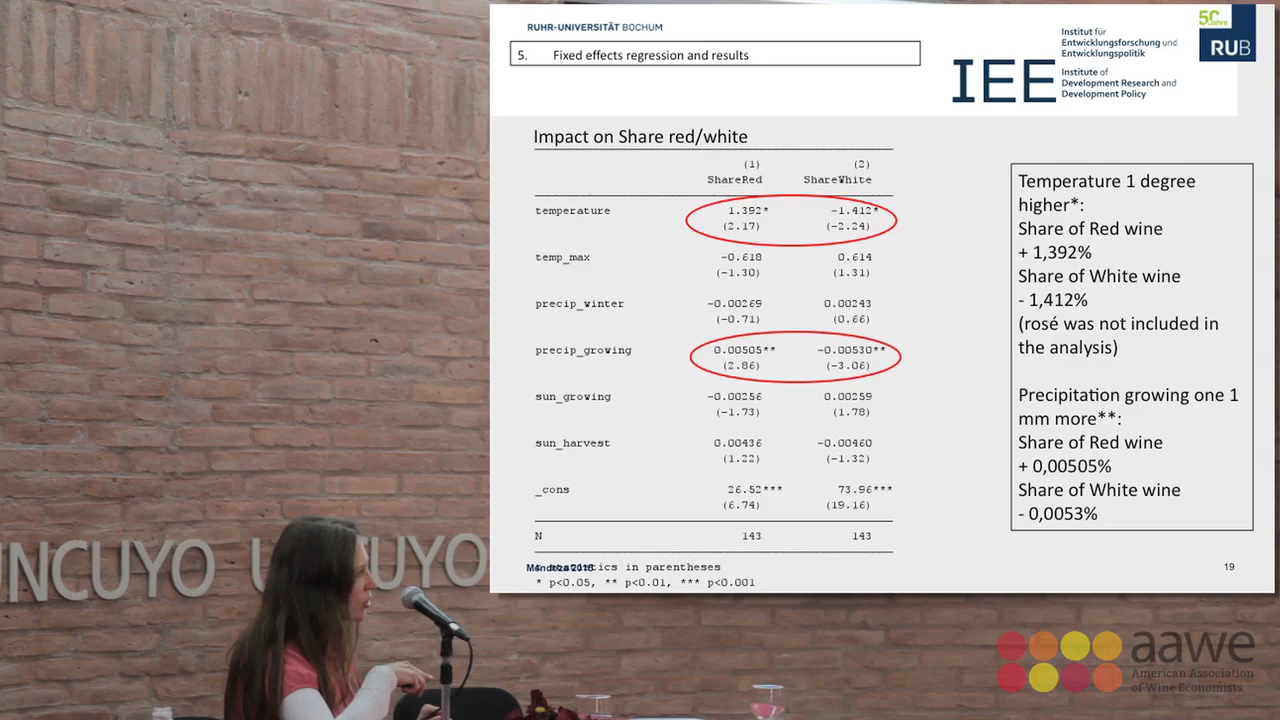 RUHR-UNIVERSITÄT BOCHUM
5. Fixed effects regression and results
IEE
Institut für
Entwicklungsforschung und
Entwicklungspolitik
Institute of
Development Research and
Development Policy
50 Jahre
RUB
Impact on Share red/white
(1) (2)
ShareRed ShareWhite
temperature 1.392* -1.412*
(2.17) (-2.24)
temp_max -0.618 0.614
(-1.30) (1.31)
precip_winter -0.00269 0.00243
(-0.71) (0.66)
precip_growing 0.00505** -0.00530**
(2.86) (-3.06)
sun_growing -0.00256 0.00259
(-1.73) (1.78)
sun_harvest 0.00436 -0.00460
(1.22) (-1.32)
_cons 26.52*** 73.96***
(6.74) (19.16)
N 143 143
statistics in parentheses
* p<0.05, ** p<0.01, *** p<0.001
Temperature 1 degree
higher*:
Share of Red wine
+ 1,392%
Share of White wine
- 1,412%
(rosé was not included in
the analysis)
Precipitation growing one 1
mm more**:
Share of Red wine
+ 0,00505%
Share of White wine
- 0,0053%
19
UNCUYO UNCUYO
aawe
American Association
of Wine Economists